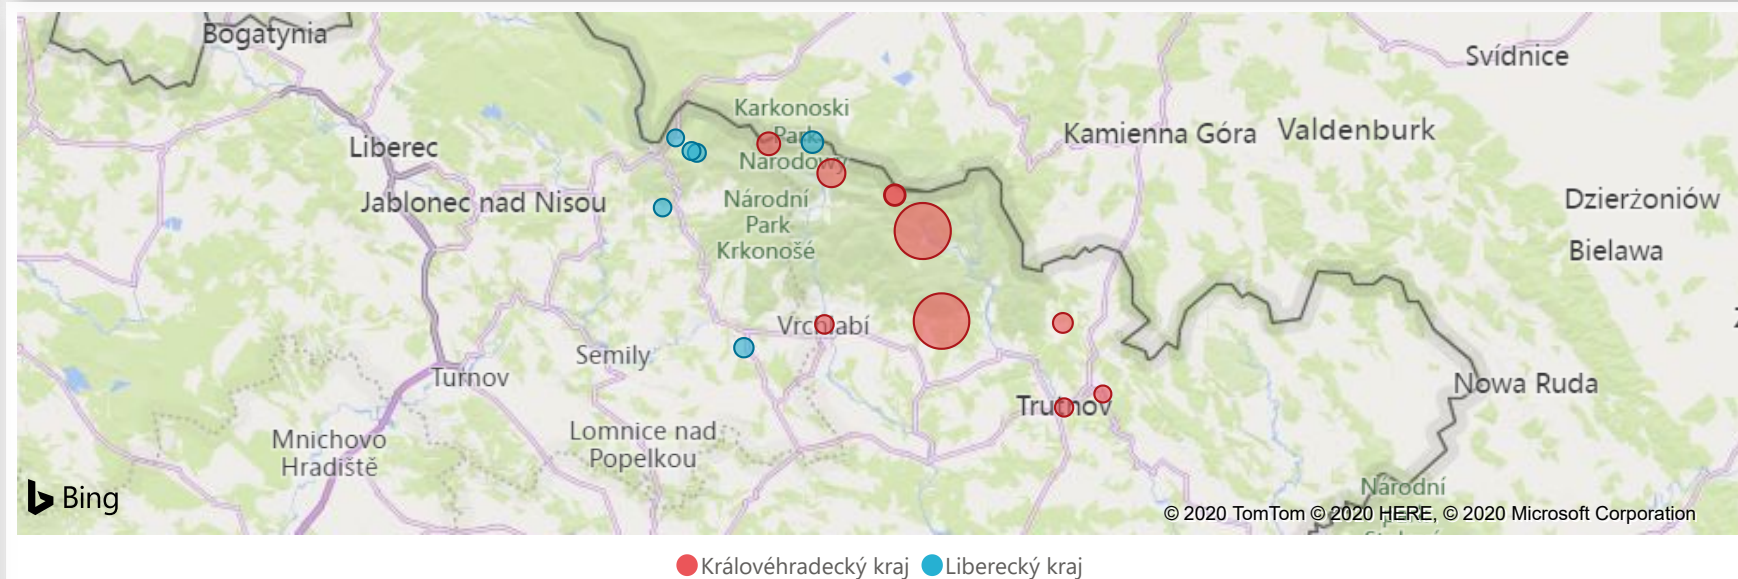 Bogatynia
Svídnice
Karkonoski
Park
Narodowy
Kamienna Góra
Valdenburk
Liberec
Jablonec nad Nisou
Národní
Park
Krkonošé
Dzierżoniów
Bielawa
Vrchlabí
Semily
Turnov
Trutnov
Nowa Ruda
Mnichovo
Hradiště
Lomnice nad
Popelkou
Národní
Bing
© 2020 TomTom © 2020 HERE, © 2020 Microsoft Corporation
Královéhradecký kraj
Liberecký kraj